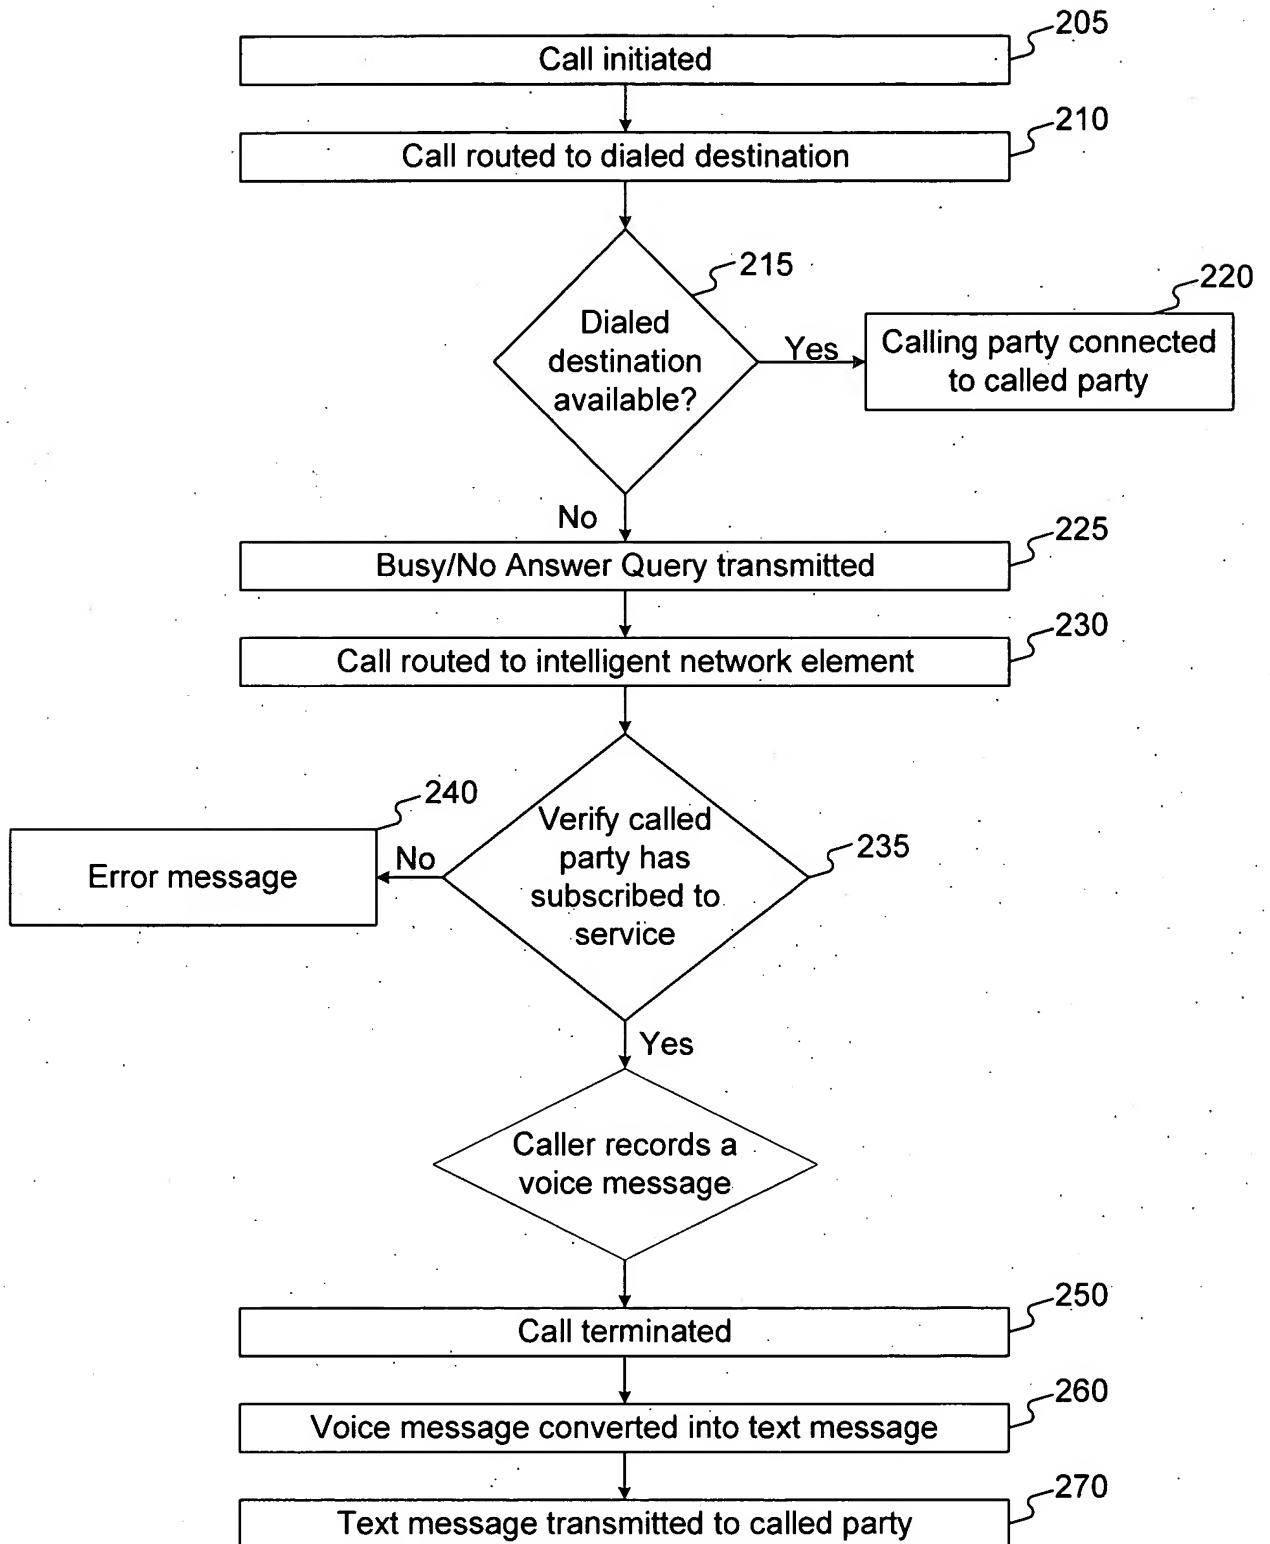 205
Call initiated
210
Call routed to dialed destination
215
Dialed
destination
available?
Yes
220
Calling party connected
to called party
No
225
Busy/No Answer Query transmitted
230
Call routed to intelligent network element
240
Error message
No
Verify called
party has
subscribed to
service
235
Yes
Caller records a
voice message
250
Call terminated
260
Voice message converted into text message
270
Text message transmitted to called party